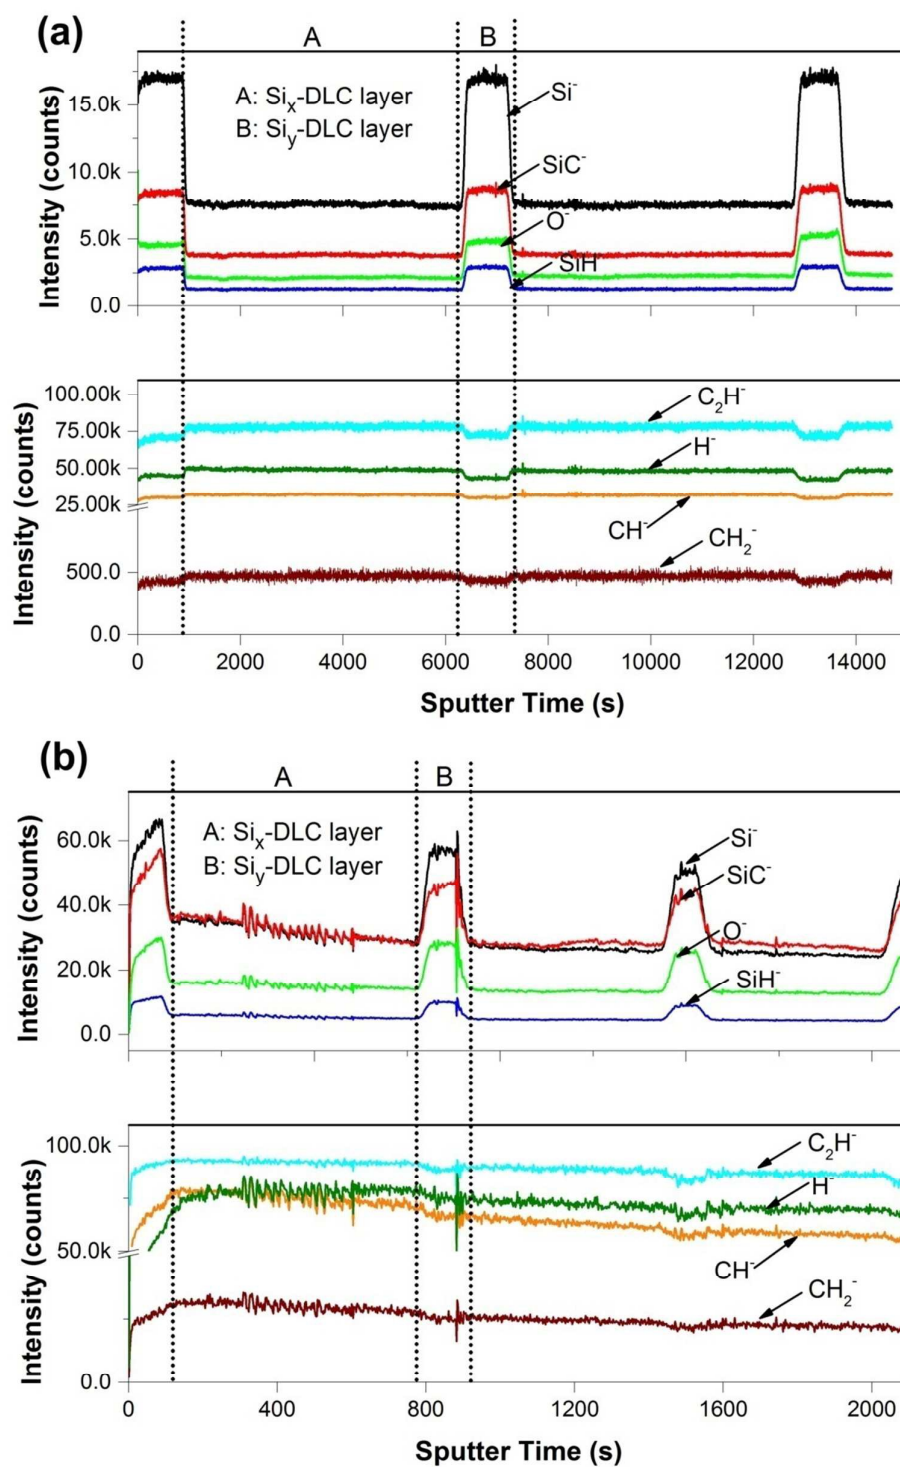 (a)
A
B
A: Siₓ-DLC layer
B: Si_y-DLC layer
Intensity (counts)
15.0k
10.0k
5.0k
0.0
Si⁻
SiC⁻
O⁻
SiH
Intensity (counts)
100.00k
75.00k
50.00k
25.00k
500.0
0.0
C₂H⁻
H⁻
CH⁻
CH₂⁻
0 2000 4000 6000 8000 10000 12000 14000
Sputter Time (s)
(b)
A
B
A: Siₓ-DLC layer
B: Si_y-DLC layer
Intensity (counts)
60.0k
40.0k
20.0k
0.0
Si⁻
SiC⁻
O⁻
SiH⁻
Intensity (counts)
100.0k
50.0k
0.0
C₂H⁻
H⁻
CH⁻
CH₂⁻
0 400 800 1200 1600 2000
Sputter Time (s)